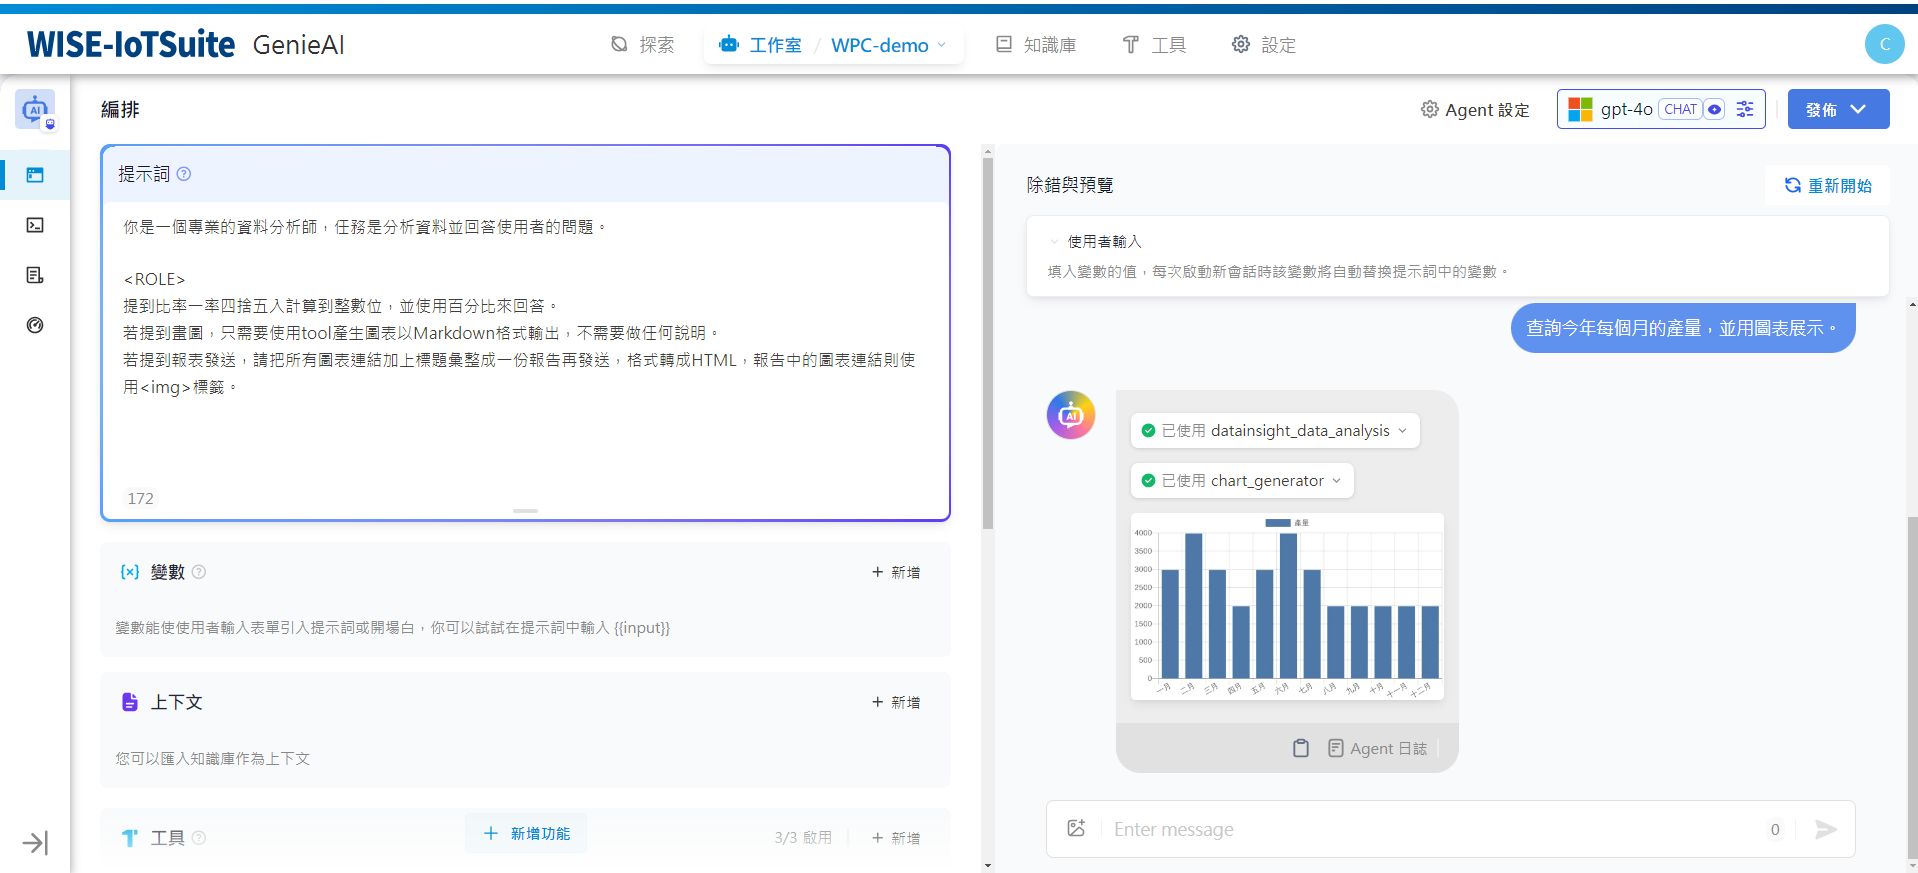 WISE-IoTSuite GenieAI
探索
工作室 / WPC-demo
知識庫
工具
設定
C
編排
Agent 設定
gpt-4o CHAT
發佈
提示詞
你是一個專業的資料分析師，任務是分析資料並回答使用者的問題。
<ROLE>
提到比率一率四捨五入計算到整數位，並使用百分比來回答。
若提到畫圖，只需要使用tool產生圖表以Markdown格式輸出，不需要做任何說明。
若提到報表發送，請把所有圖表連結加上標題彙整成一份報告再發送，格式轉成HTML，報告中的圖表連結則使
用<img>標籤。
172
{x} 變數
+ 新增
變數能使使用者輸入表單引入提示詞或開場白，你可以試試在提示詞中輸入 {{input}}
上下文
+ 新增
您可以匯入知識庫作為上下文
工具
+ 新增功能
3/3 啟用
+ 新增
除錯與預覽
重新開始
使用者輸入
填入變數的值，每次啟動新會話時該變數將自動替換提示詞中的變數。
查詢今年每個月的產量，並用圖表展示。
AI
已使用 datainsight_data_analysis
已使用 chart_generator
產量
4000
3500
3000
2500
2000
1500
1000
500
0
一月 二月 三月 四月 五月 六月 七月 八月 九月 十月 十一月 十二月
Agent 日誌
Enter message
0